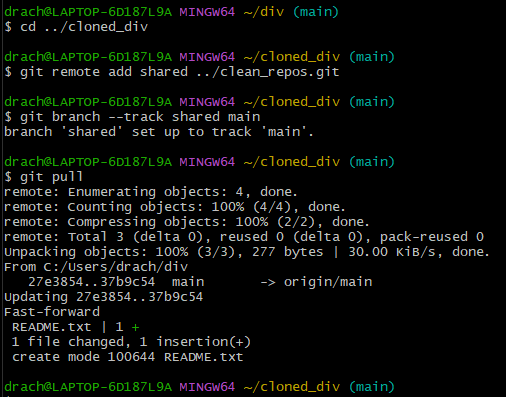 drach@LAPTOP-6D187L9A MINGW64 ~/div (main)
$ cd ../cloned_div
drach@LAPTOP-6D187L9A MINGW64 ~/cloned_div (main)
$ git remote add shared ../clean_repos.git
drach@LAPTOP-6D187L9A MINGW64 ~/cloned_div (main)
$ git branch --track shared main
branch 'shared' set up to track 'main'.
drach@LAPTOP-6D187L9A MINGW64 ~/cloned_div (main)
$ git pull
remote: Enumerating objects: 4, done.
remote: Counting objects: 100% (4/4), done.
remote: Compressing objects: 100% (2/2), done.
remote: Total 3 (delta 0), reused 0 (delta 0), pack-reused 0
Unpacking objects: 100% (3/3), 277 bytes | 30.00 KiB/s, done.
From C:/Users/drach/div
   27e3854..37b9c54  main       -> origin/main
Updating 27e3854..37b9c54
Fast-forward
 README.txt | 1 +
 1 file changed, 1 insertion(+)
 create mode 100644 README.txt
drach@LAPTOP-6D187L9A MINGW64 ~/cloned_div (main)